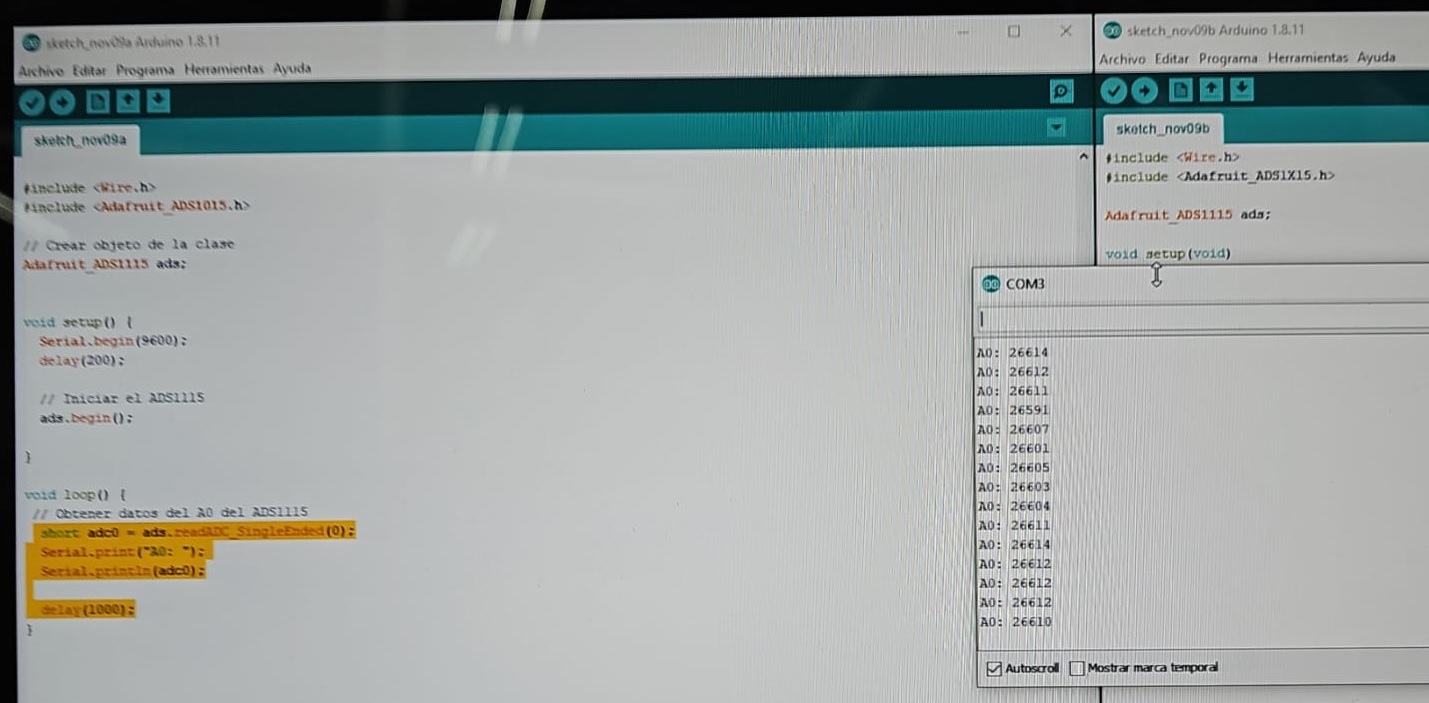 sketch_nov09a Arduino 1.8.11
Archivo Editar Programa Herramientas Ayuda
sketch_nov09a
#include <Wire.h>
#include <Adafruit_ADS1015.h>
// Crear objeto de la clase
Adafruit_ADS1115 ads;
void setup() {
Serial.begin(9600);
delay(200);
// Iniciar el ADS1115
ads.begin();
}
void loop() {
// Obtener datos del A0 del ADS1115
short adc0 = ads.readADC_SingleEnded(0);
Serial.print("A0: ");
Serial.println(adc0);
delay(1000);
}
sketch_nov09b Arduino 1.8.11
Archivo Editar Programa Herramientas Ayuda
sketch_nov09b
#include <Wire.h>
#include <Adafruit_ADS1X15.h>
Adafruit_ADS1115 ads;
void setup(void)
COM3
A0: 26614
A0: 26612
A0: 26611
A0: 26591
A0: 26607
A0: 26601
A0: 26605
A0: 26603
A0: 26604
A0: 26611
A0: 26614
A0: 26612
A0: 26612
A0: 26612
A0: 26610
Autoscroll Mostrar marca temporal